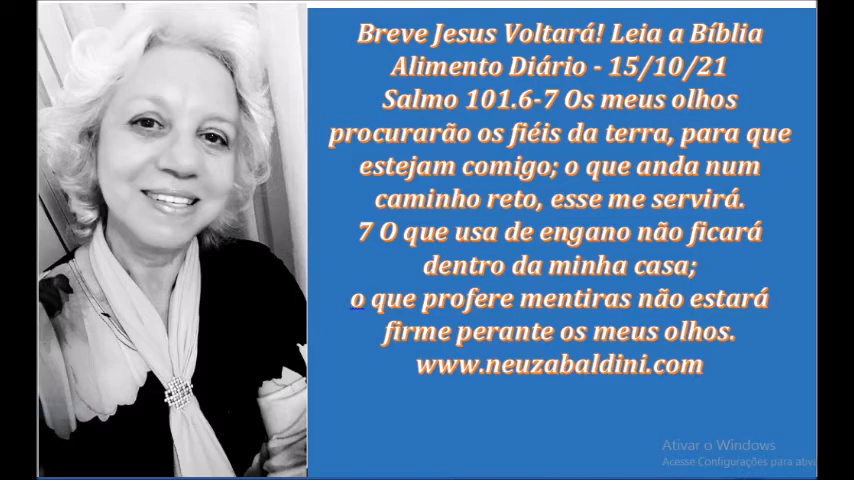 Breve Jesus Voltará! Leia a Bíblia
Alimento Diário - 15/10/21
Salmo 101.6-7 Os meus olhos
procurarão os fiéis da terra, para que
estejam comigo; o que anda num
caminho reto, esse me servirá.
7 O que usa de engano não ficará
dentro da minha casa;
o que profere mentiras não estará
firme perante os meus olhos.
www.neuzabaldini.com
Ativar o Windows
Acesse Configurações para